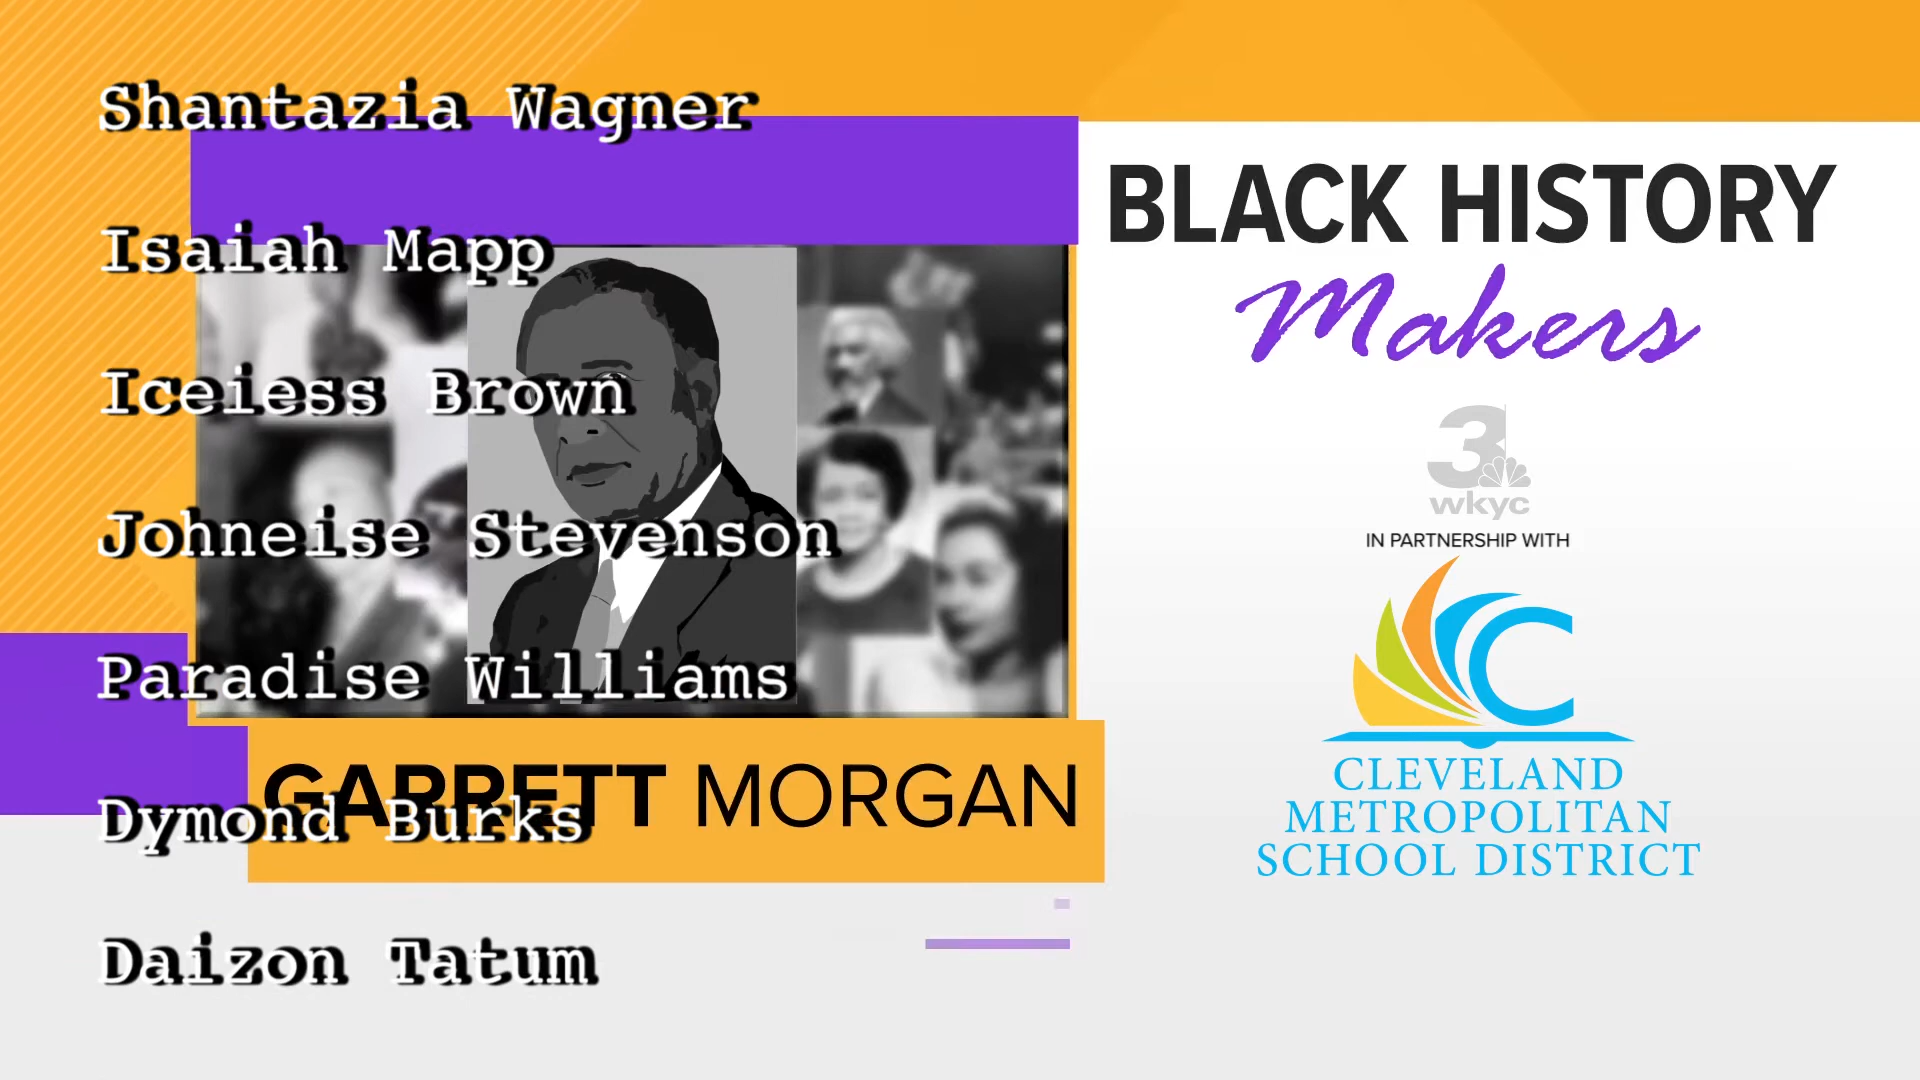 Shantazia Wagner
Isaiah Mapp
Iceiess Brown
Johneise Stevenson
Paradise Williams
Dymond Burks
Daizon Tatum
GARRETT MORGAN
BLACK HISTORY
Makers
3
wkyc
IN PARTNERSHIP WITH
C
CLEVELAND
METROPOLITAN
SCHOOL DISTRICT